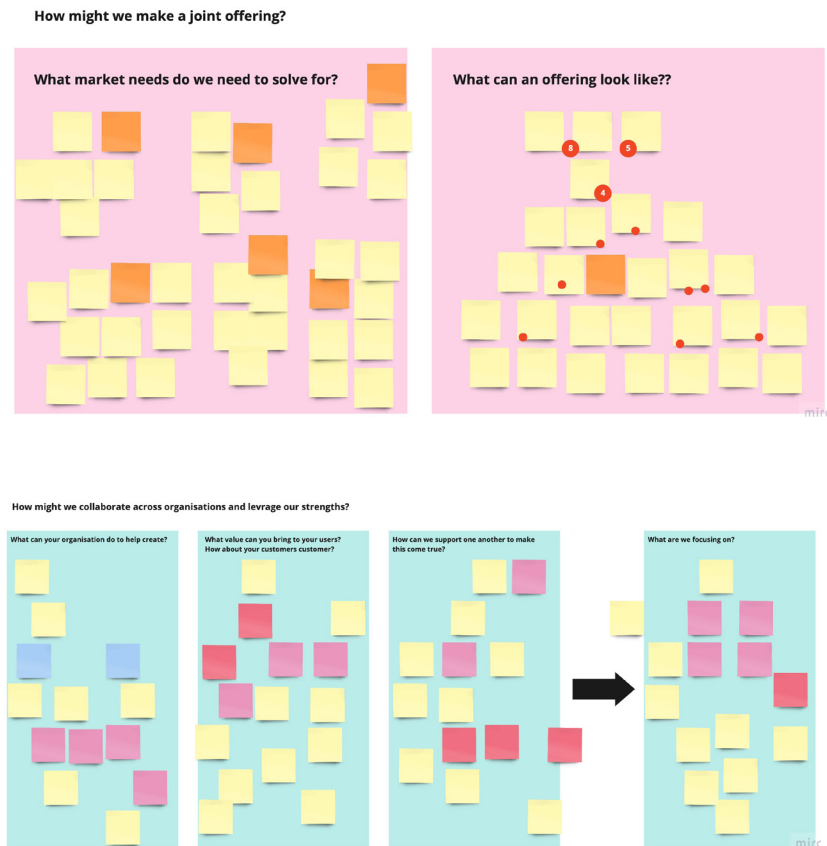 How might we make a joint offering?
What market needs do we need to solve for?
What can an offering look like??
8
5
4
miro
How might we collaborate across organisations and levrage our strengths?
What can your organisation do to help create?
What value can you bring to your users?
How about your customers customer?
How can we support one another to make
this come true?
What are we focusing on?
miro